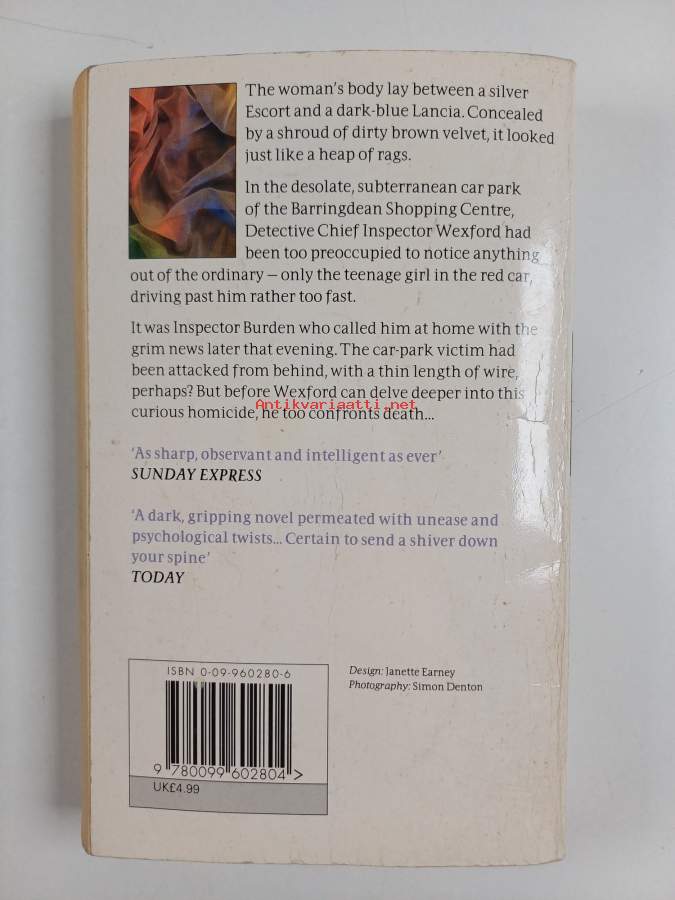 The woman's body lay between a silver
Escort and a dark-blue Lancia. Concealed
by a shroud of dirty brown velvet, it looked
just like a heap of rags.
In the desolate, subterranean car park
of the Barringdean Shopping Centre,
Detective Chief Inspector Wexford had
been too preoccupied to notice anything
out of the ordinary – only the teenage girl in the red car,
driving past him rather too fast.
It was Inspector Burden who called him at home with the
grim news later that evening. The car-park victim had
been attacked from behind, with a thin length of wire,
perhaps? But before Wexford can delve deeper into this
curious homicide, he too confronts death...
Antikvariaatti.net
'As sharp, observant and intelligent as ever'
SUNDAY EXPRESS
'A dark, gripping novel permeated with unease and
psychological twists... Certain to send a shiver down
your spine'
TODAY
ISBN 0-09-960280-6
9 780099 602804 >
UK£4.99
Design: Janette Earney
Photography: Simon Denton